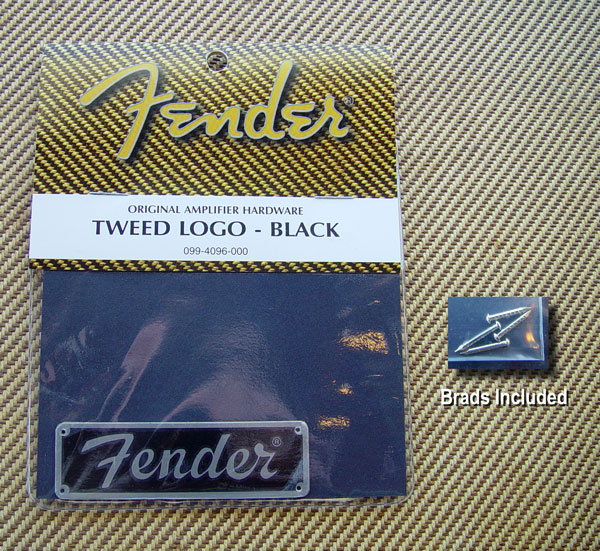 Fender®
ORIGINAL AMPLIFIER HARDWARE
TWEED LOGO - BLACK
099-4096-000
Brads Included
Fender®